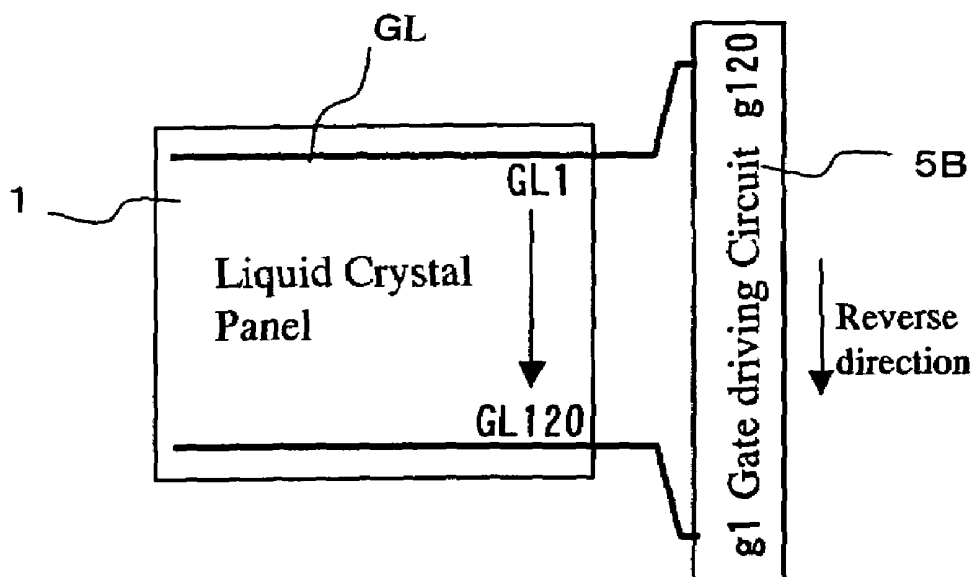 GL
1
GL1
Liquid Crystal
Panel
GL120
g1 Gate driving Circuit g120
5B
Reverse
direction